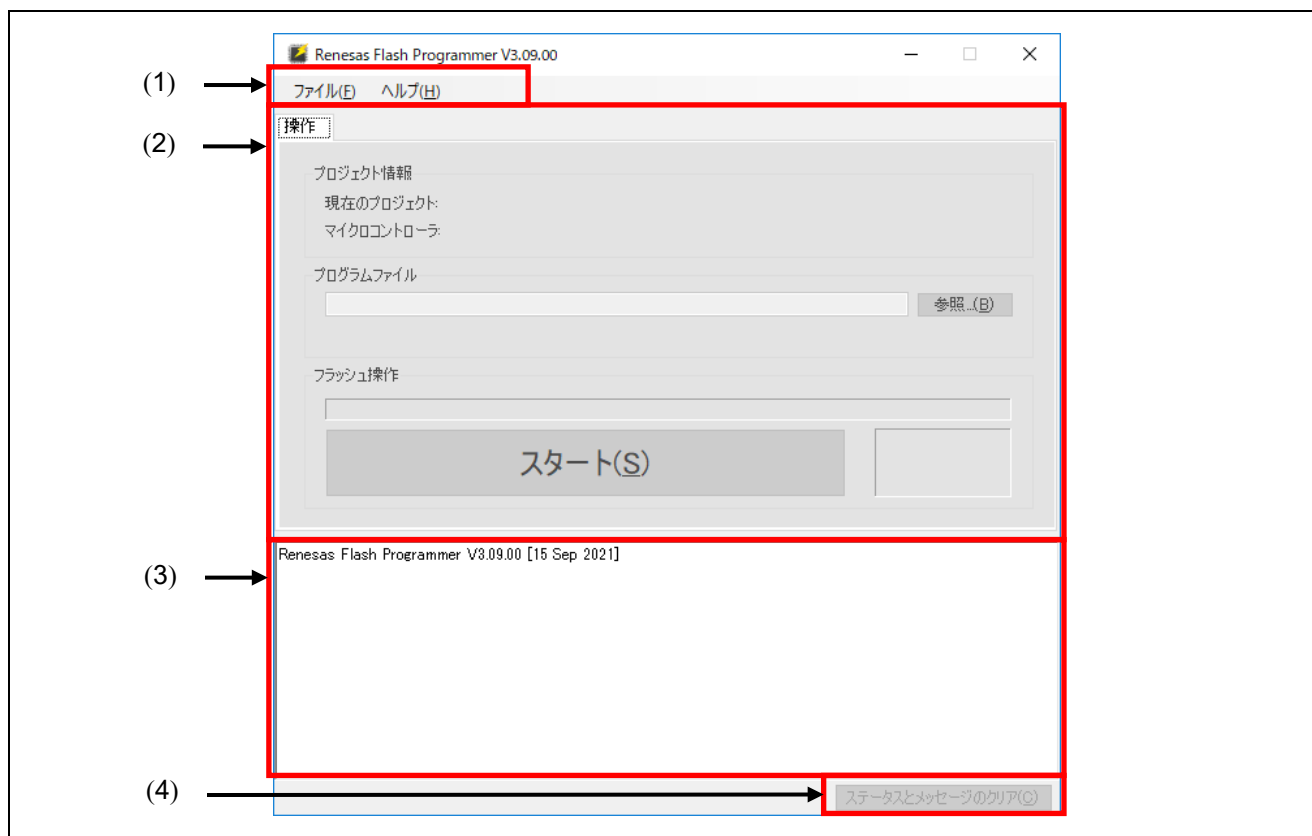 Renesas Flash Programmer V3.09.00
(1)
ファイル(F) ヘルプ(H)
(2)
操作
プロジェクト情報
現在のプロジェクト:
マイクロコントローラ:
プログラムファイル
参照...(B)
フラッシュ操作
スタート(S)
(3)
Renesas Flash Programmer V3.09.00 [15 Sep 2021]
(4)
ステータスとメッセージのクリア(C)